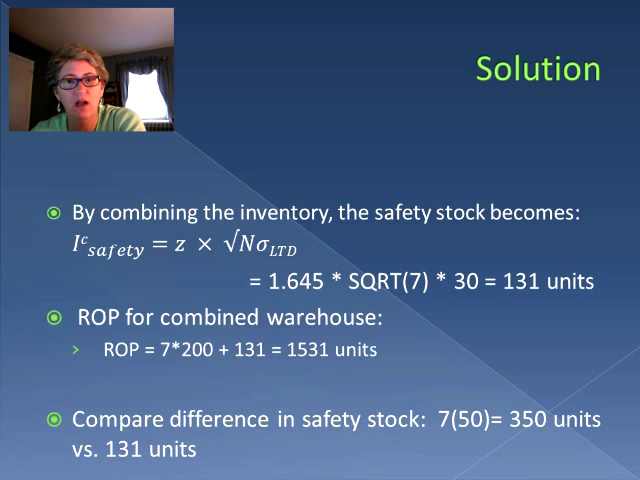 Solution
By combining the inventory, the safety stock becomes:
I^c_safety = z × √Nσ_LTD
= 1.645 * SQRT(7) * 30 = 131 units
ROP for combined warehouse:
ROP = 7*200 + 131 = 1531 units
Compare difference in safety stock: 7(50)= 350 units
vs. 131 units